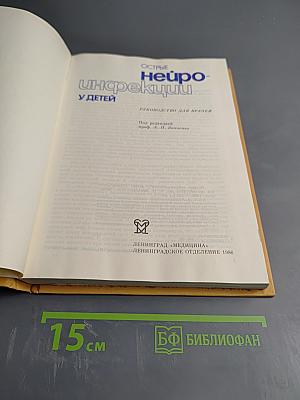 ОСТРЫЕ
нейро-
инфекции
У ДЕТЕЙ
РУКОВОДСТВО ДЛЯ ВРАЧЕЙ
Под редакцией
проф. А. П. Зинченко
ЛЕНИНГРАД «МЕДИЦИНА»
ЛЕНИНГРАДСКОЕ ОТДЕЛЕНИЕ 1986
15 см
БФ БИБЛИОФАН